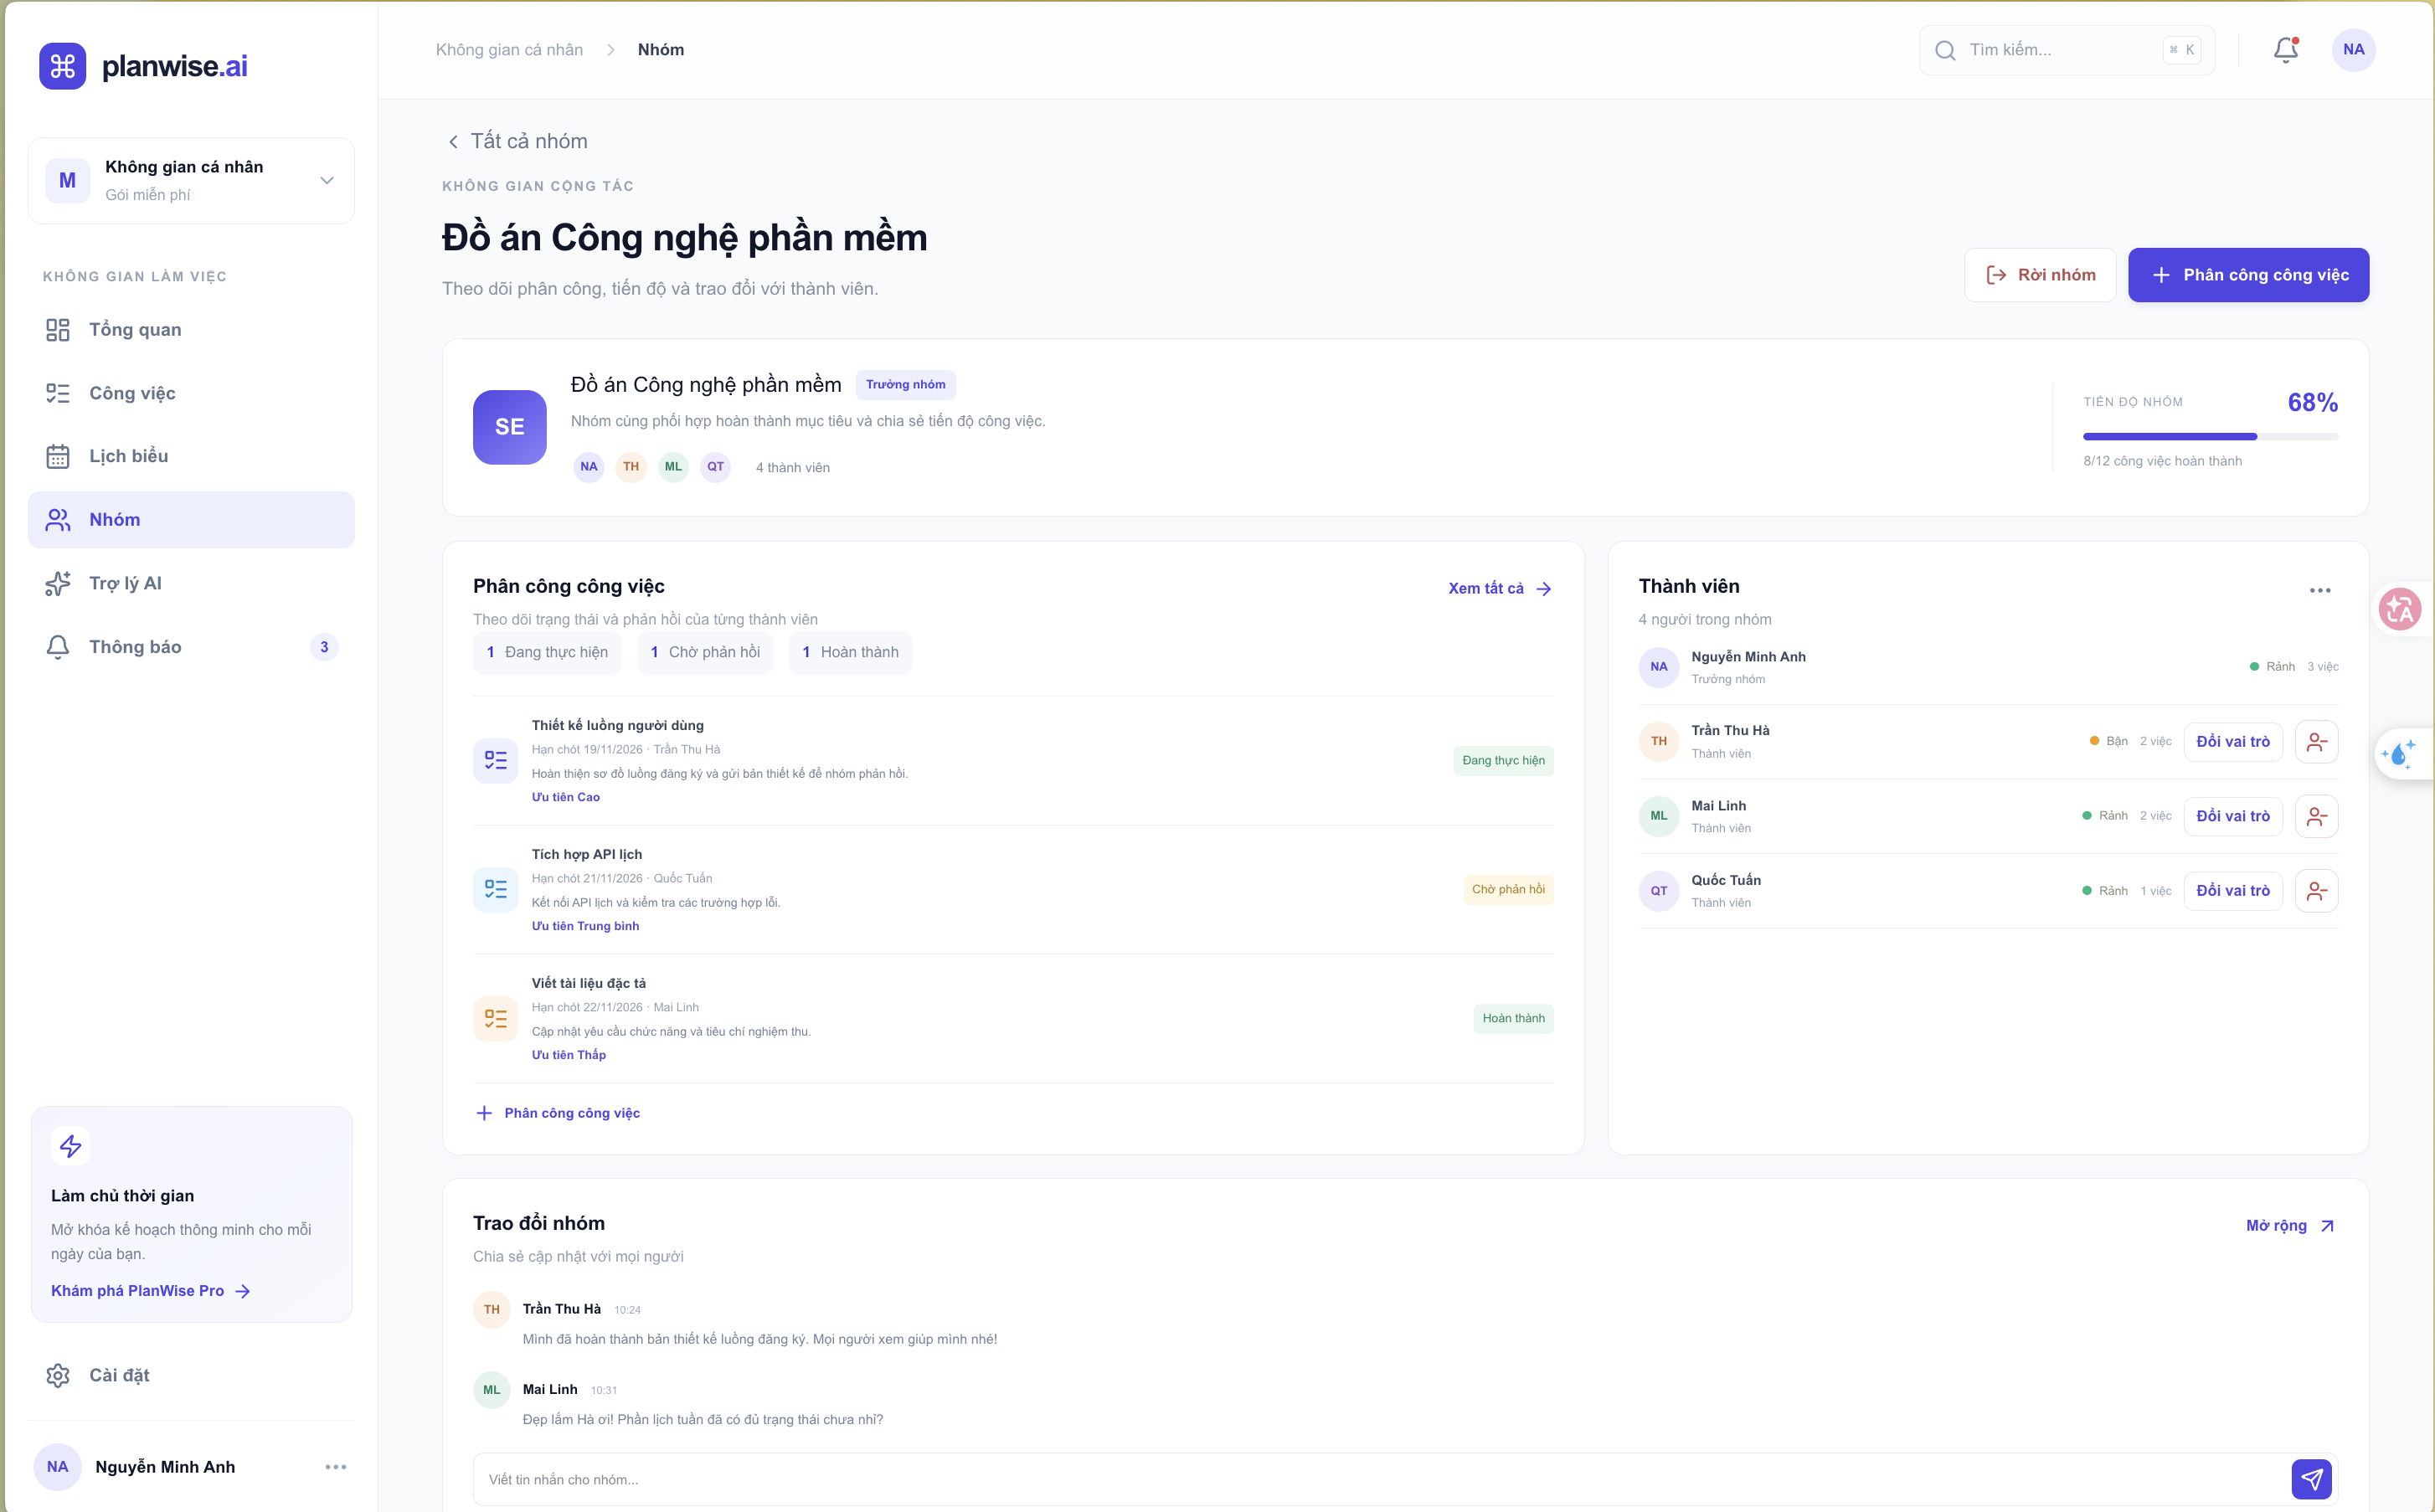 planwise.ai
M
Không gian cá nhân
Gói miễn phí
KHÔNG GIAN LÀM VIỆC
Tổng quan
Công việc
Lịch biểu
Nhóm
Trợ lý AI
Thông báo
3
Làm chủ thời gian
Mở khóa kế hoạch thông minh cho mỗi
ngày của bạn.
Khám phá PlanWise Pro
Cài đặt
NA
Nguyễn Minh Anh
Không gian cá nhân
Nhóm
Tìm kiếm...
⌘ K
NA
Tất cả nhóm
KHÔNG GIAN CỘNG TÁC
Đồ án Công nghệ phần mềm
Theo dõi phân công, tiến độ và trao đổi với thành viên.
Rời nhóm
Phân công công việc
SE
Đồ án Công nghệ phần mềm
Trưởng nhóm
Nhóm cùng phối hợp hoàn thành mục tiêu và chia sẻ tiến độ công việc.
NA
TH
ML
QT
4 thành viên
TIẾN ĐỘ NHÓM
68%
8/12 công việc hoàn thành
Phân công công việc
Xem tất cả
Theo dõi trạng thái và phản hồi của từng thành viên
1 Đang thực hiện
1 Chờ phản hồi
1 Hoàn thành
Thiết kế luồng người dùng
Hạn chót 19/11/2026 · Trần Thu Hà
Hoàn thiện sơ đồ luồng đăng ký và gửi bản thiết kế để nhóm phản hồi.
Ưu tiên Cao
Đang thực hiện
Tích hợp API lịch
Hạn chót 21/11/2026 · Quốc Tuấn
Kết nối API lịch và kiểm tra các trường hợp lỗi.
Ưu tiên Trung bình
Chờ phản hồi
Viết tài liệu đặc tả
Hạn chót 22/11/2026 · Mai Linh
Cập nhật yêu cầu chức năng và tiêu chí nghiệm thu.
Ưu tiên Thấp
Hoàn thành
Phân công công việc
Thành viên
4 người trong nhóm
NA
Nguyễn Minh Anh
Trưởng nhóm
Rảnh
3 việc
TH
Trần Thu Hà
Thành viên
Bận
2 việc
Đổi vai trò
ML
Mai Linh
Thành viên
Rảnh
2 việc
Đổi vai trò
QT
Quốc Tuấn
Thành viên
Rảnh
1 việc
Đổi vai trò
Trao đổi nhóm
Mở rộng
Chia sẻ cập nhật với mọi người
TH
Trần Thu Hà 10:24
Mình đã hoàn thành bản thiết kế luồng đăng ký. Mọi người xem giúp mình nhé!
ML
Mai Linh 10:31
Đẹp lắm Hà ơi! Phần lịch tuần đã có đủ trạng thái chưa nhỉ?
Viết tin nhắn cho nhóm...